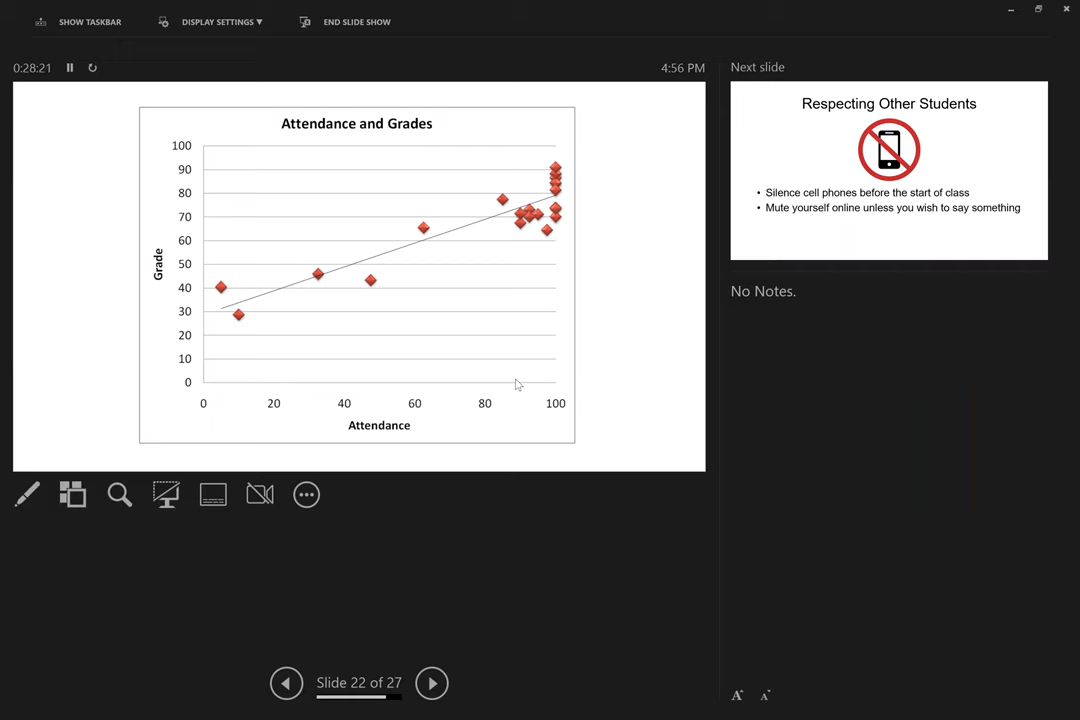 SHOW TASKBAR
DISPLAY SETTINGS ▼
END SLIDE SHOW
0:28:21
4:56 PM
Attendance and Grades
100
90
80
70
60
50
40
30
20
10
0
Grade
0 20 40 60 80 100
Attendance
Next slide
Respecting Other Students
• Silence cell phones before the start of class
• Mute yourself online unless you wish to say something
No Notes.
Slide 22 of 27
A A